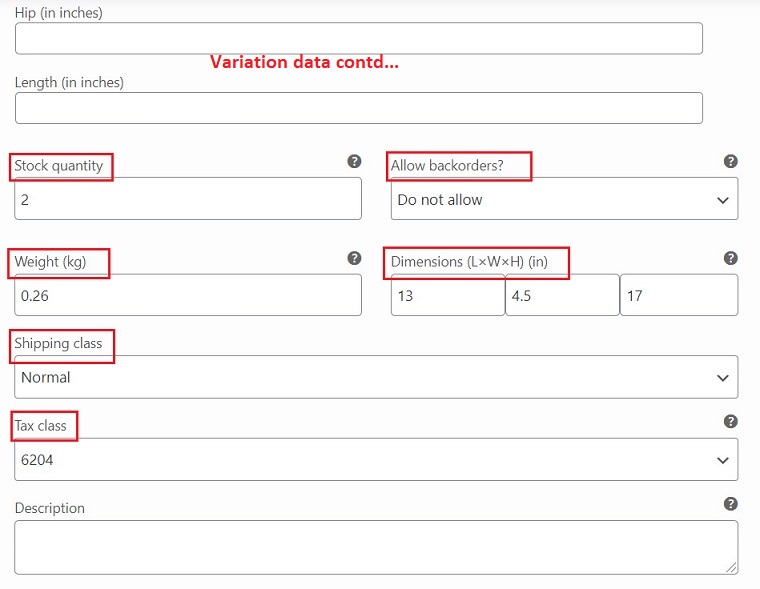 Hip (in inches)
Variation data contd...
Length (in inches)
Stock quantity ?
Allow backorders? ?
2
Do not allow
Weight (kg) ?
Dimensions (L×W×H) (in) ?
0.26
13 4.5 17
Shipping class
Normal
Tax class ?
6204
Description ?